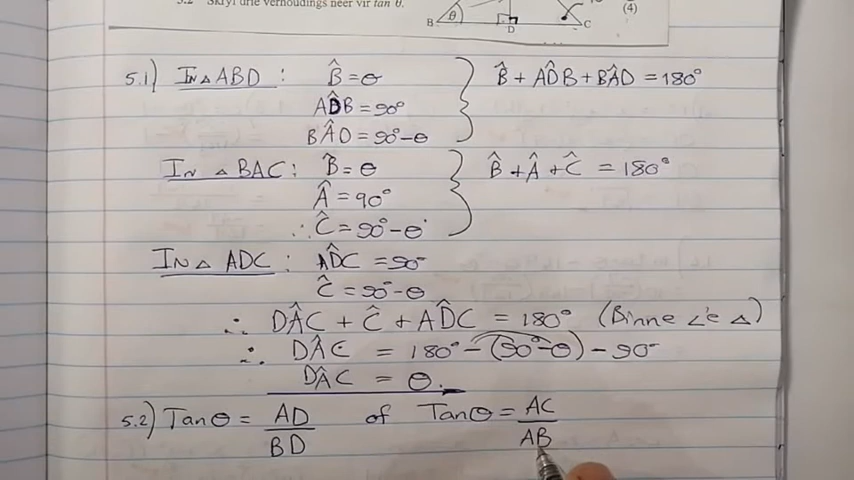 5.2 Skryf drie verhoudings neer vir tan θ.
(4)
B θ D C
5.1) In △ ABD : B̂ = θ } B̂ + AD̂B + BÂD = 180°
AD̂B = 90°
BÂD = 90° - θ
In △ BAC : B̂ = θ } B̂ + Â + Ĉ = 180°
Â = 90°
∴ Ĉ = 90° - θ
In △ ADC : AD̂C = 90°
Ĉ = 90° - θ
∴ DÂC + Ĉ + AD̂C = 180° (Binne ∠'e △)
∴ DÂC = 180° - (90° - θ) - 90°
DÂC = θ.
5.2) Tan θ = AD/BD of Tan θ = AC/AB